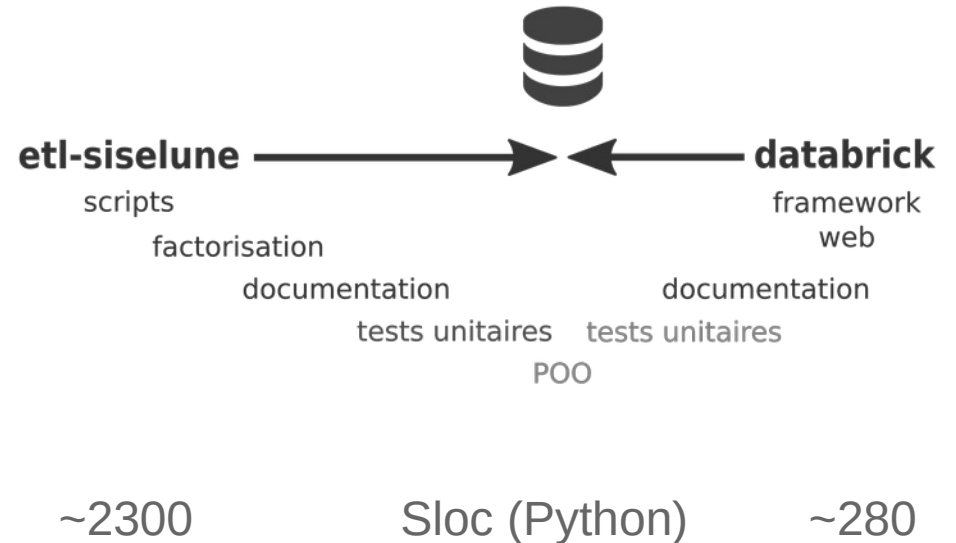 etl-siselune databrick
scripts framework
web
factorisation
documentation documentation
tests unitaires tests unitaires
POO
~2300 Sloc (Python) ~280